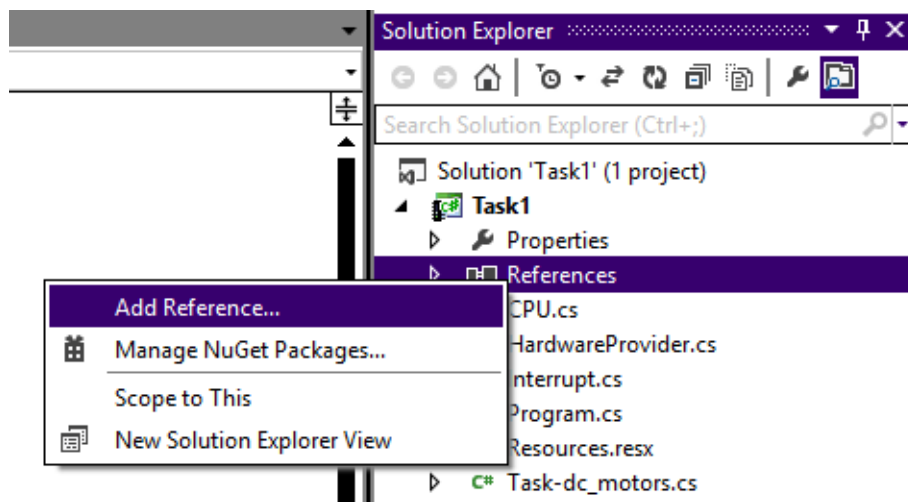 Solution Explorer
Search Solution Explorer (Ctrl+;)
Solution 'Task1' (1 project)
C# Task1
Properties
References
Add Reference...
CPU.cs
Manage NuGet Packages...
HardwareProvider.cs
Interrupt.cs
Scope to This
Program.cs
New Solution Explorer View
Resources.resx
C# Task-dc_motors.cs